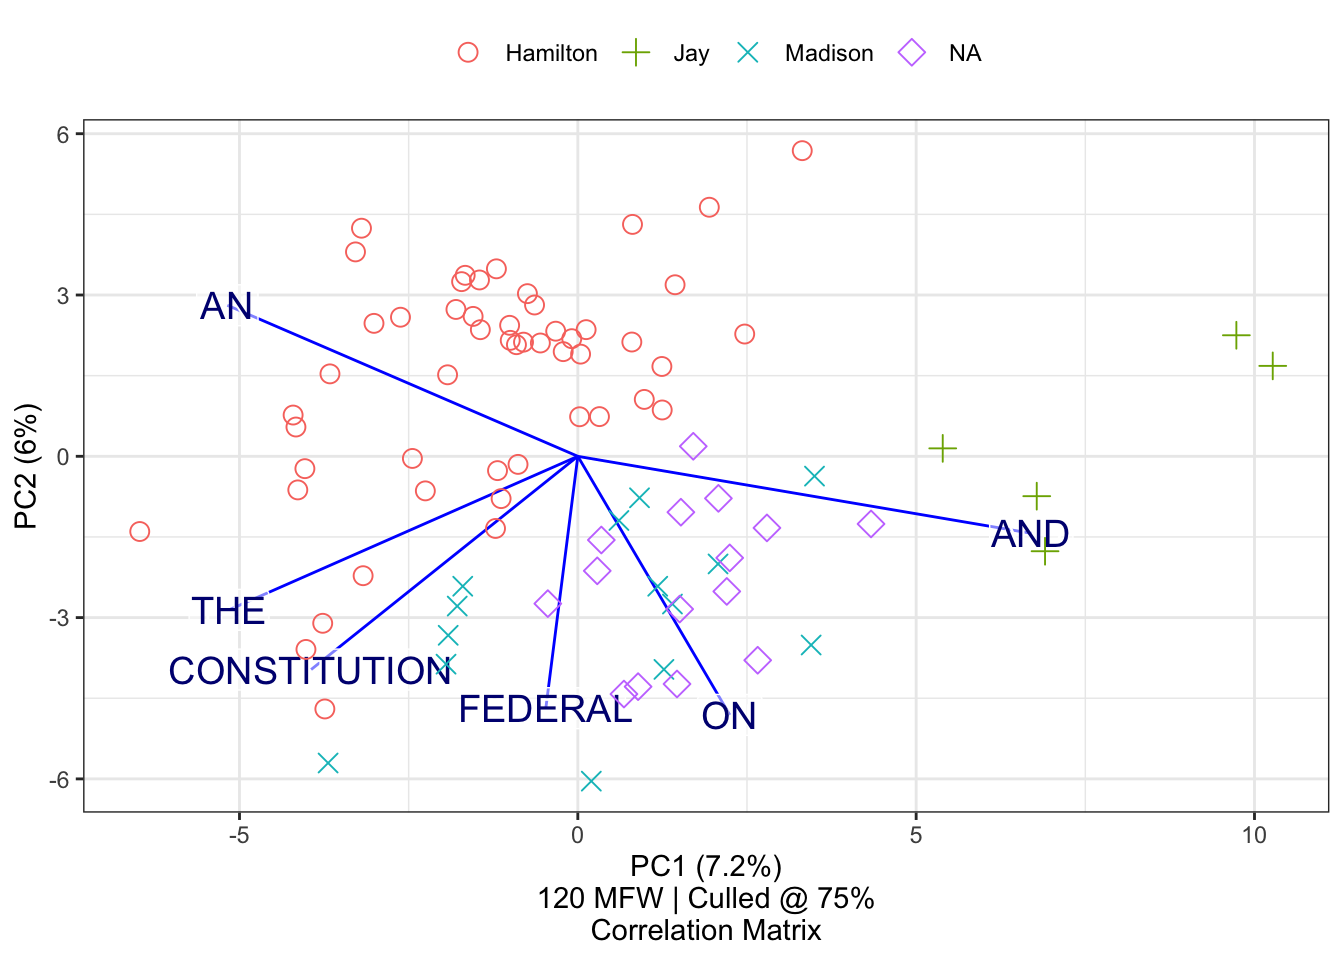 Hamilton Jay Madison NA
6
3
0
-3
-6
PC2 (6%)
AN
THE
AND
CONSTITUTION
FEDERAL
ON
-5 0 5 10
PC1 (7.2%)
120 MFW | Culled @ 75%
Correlation Matrix